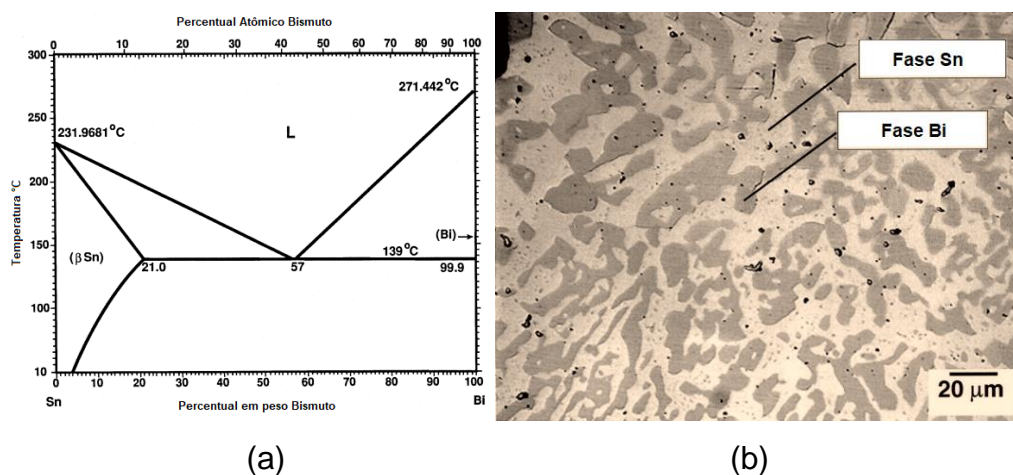 Percentual Atômico Bismuto
0 10 20 30 40 50 60 70 80 90 100
300
250
200
150
100
10
Temperatura °C
231.9681°C
271.442°C
L
(Bi)→
(βSn)
139°C
21.0
57
99.9
0 10 20 30 40 50 60 70 80 90 100
Sn
Percentual em peso Bismuto
Bi
(a)
Fase Sn
Fase Bi
20 μm
(b)